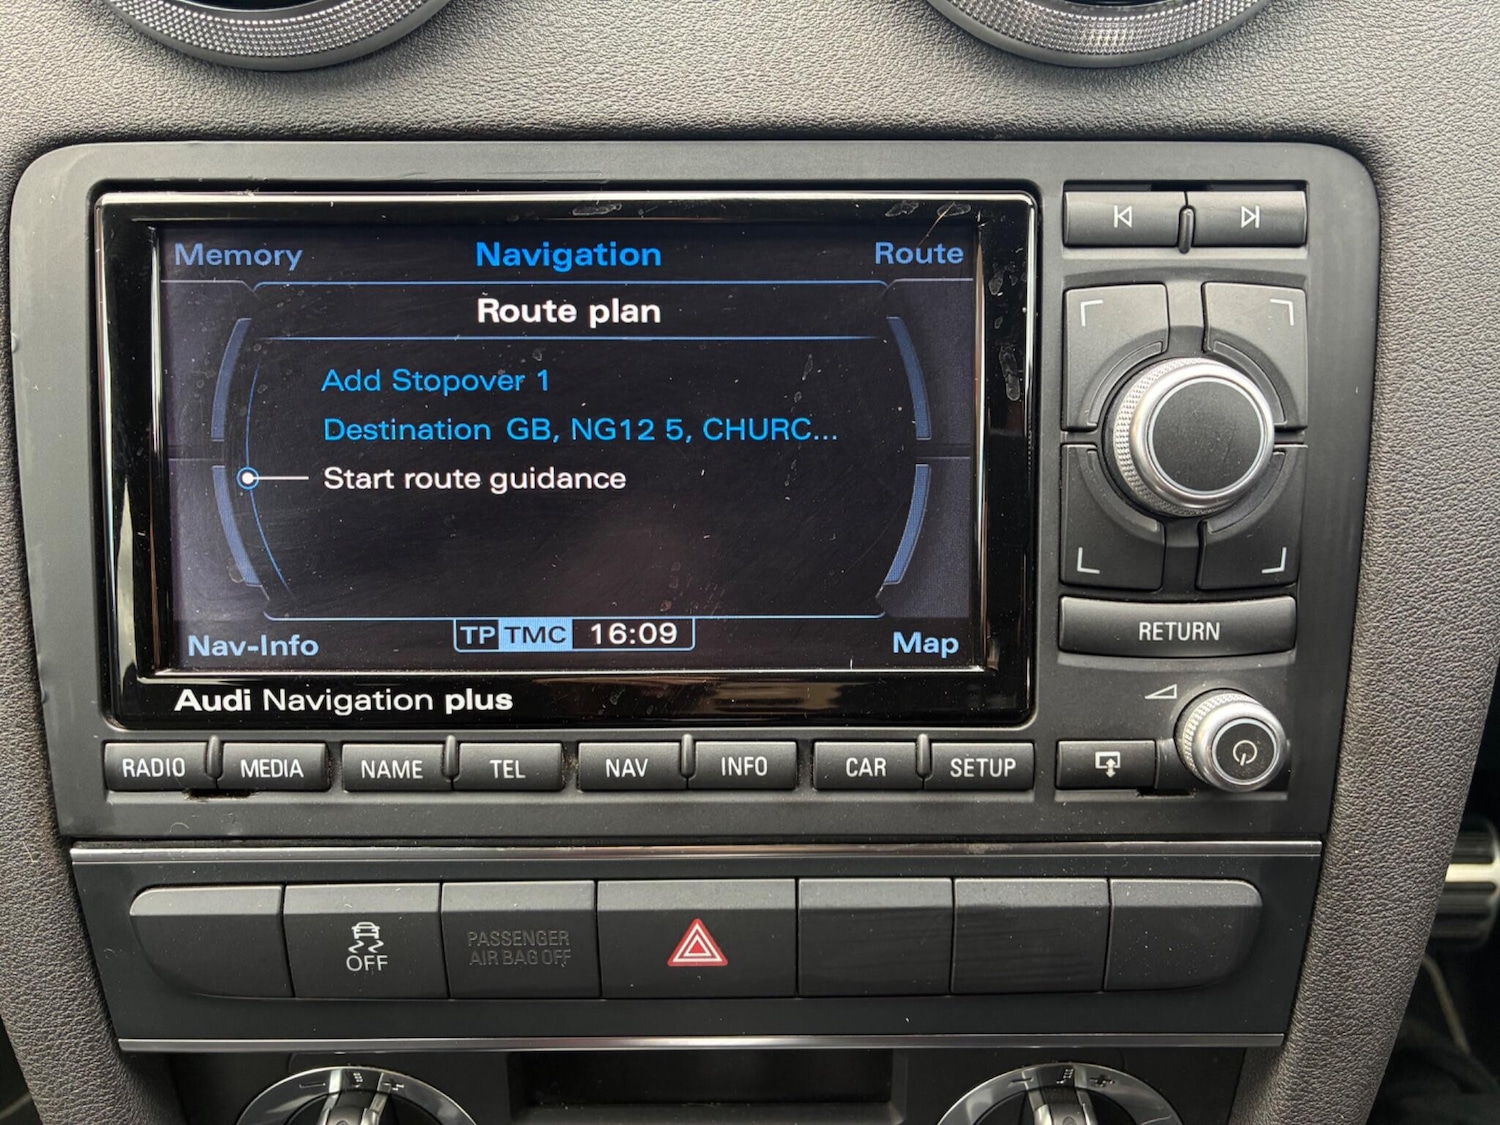 Memory Navigation Route
Route plan
Add Stopover 1
Destination GB, NG12 5, CHURC...
Start route guidance
Nav-Info TP TMC 16:09 Map
Audi Navigation plus
RETURN
RADIO MEDIA NAME TEL NAV INFO CAR SETUP
OFF
PASSENGER
AIR BAG OFF